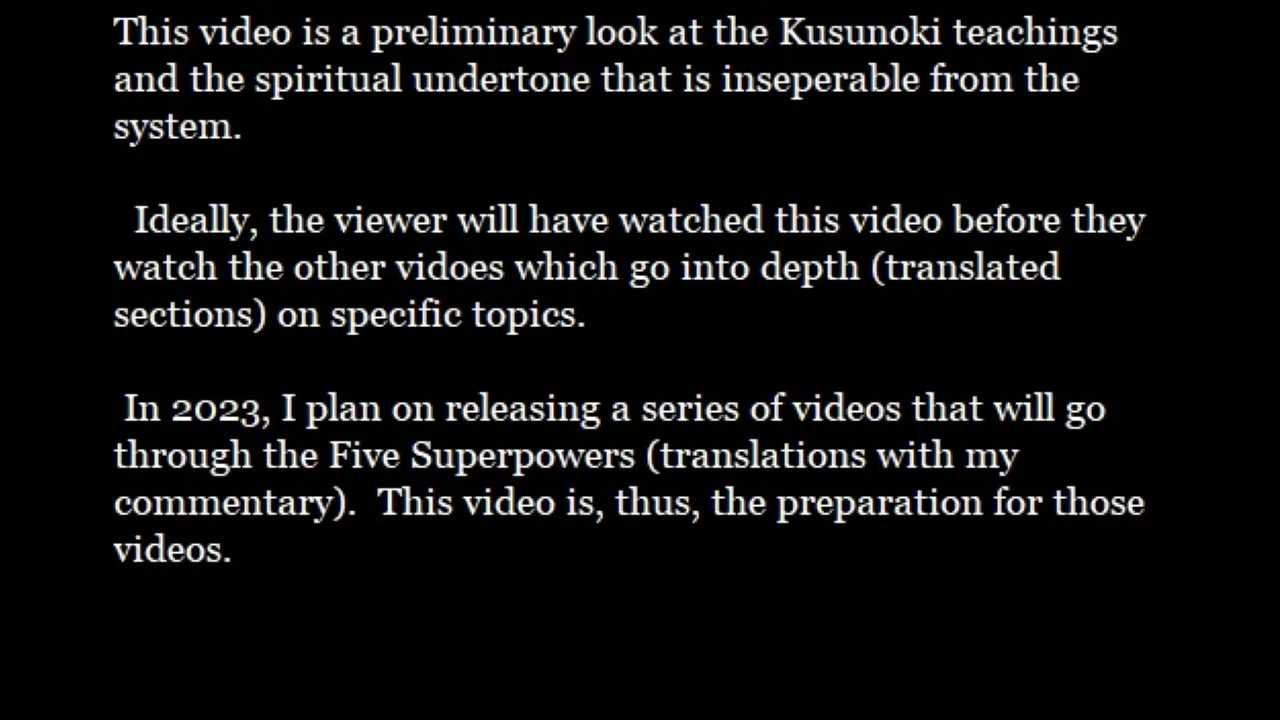 This video is a preliminary look at the Kusunoki teachings
and the spiritual undertone that is inseperable from the
system.
Ideally, the viewer will have watched this video before they
watch the other vidoes which go into depth (translated
sections) on specific topics.
In 2023, I plan on releasing a series of videos that will go
through the Five Superpowers (translations with my
commentary).  This video is, thus, the preparation for those
videos.